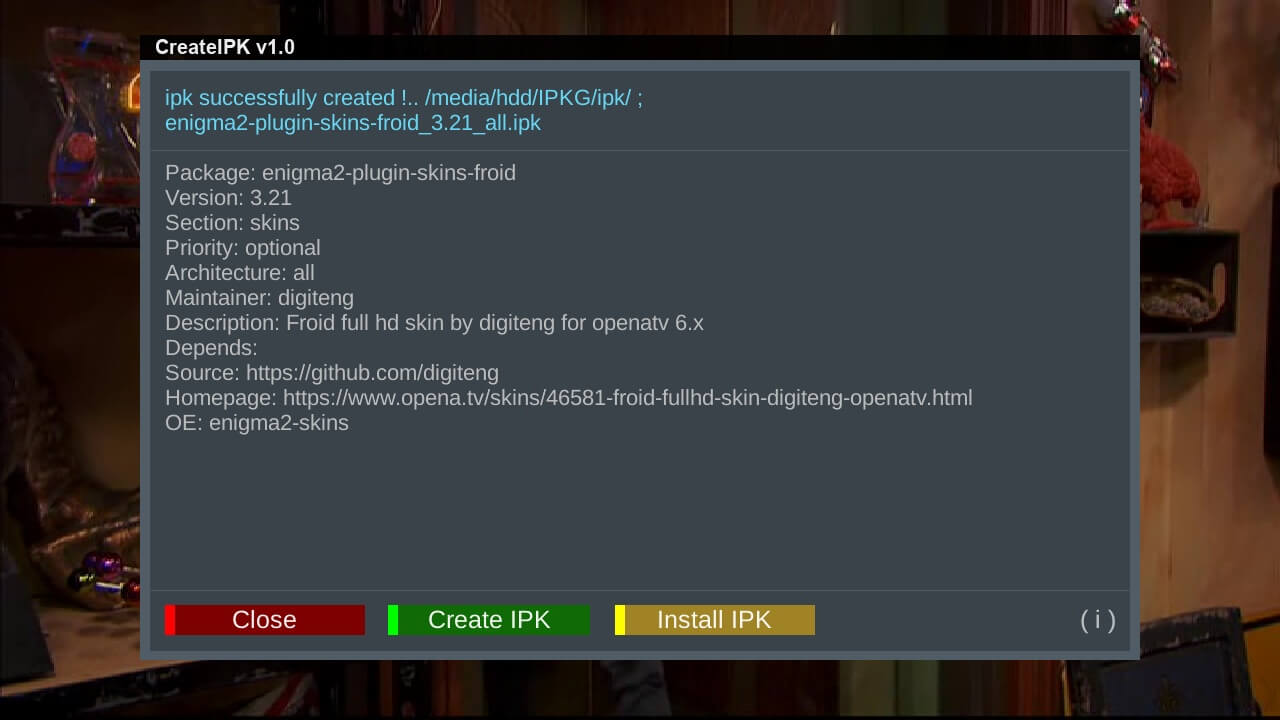 CreateIPK v1.0
ipk successfully created !.. /media/hdd/IPKG/ipk/ ;
enigma2-plugin-skins-froid_3.21_all.ipk
Package: enigma2-plugin-skins-froid
Version: 3.21
Section: skins
Priority: optional
Architecture: all
Maintainer: digiteng
Description: Froid full hd skin by digiteng for openatv 6.x
Depends:
Source: https://github.com/digiteng
Homepage: https://www.opena.tv/skins/46581-froid-fullhd-skin-digiteng-openatv.html
OE: enigma2-skins
Close
Create IPK
Install IPK
( i )